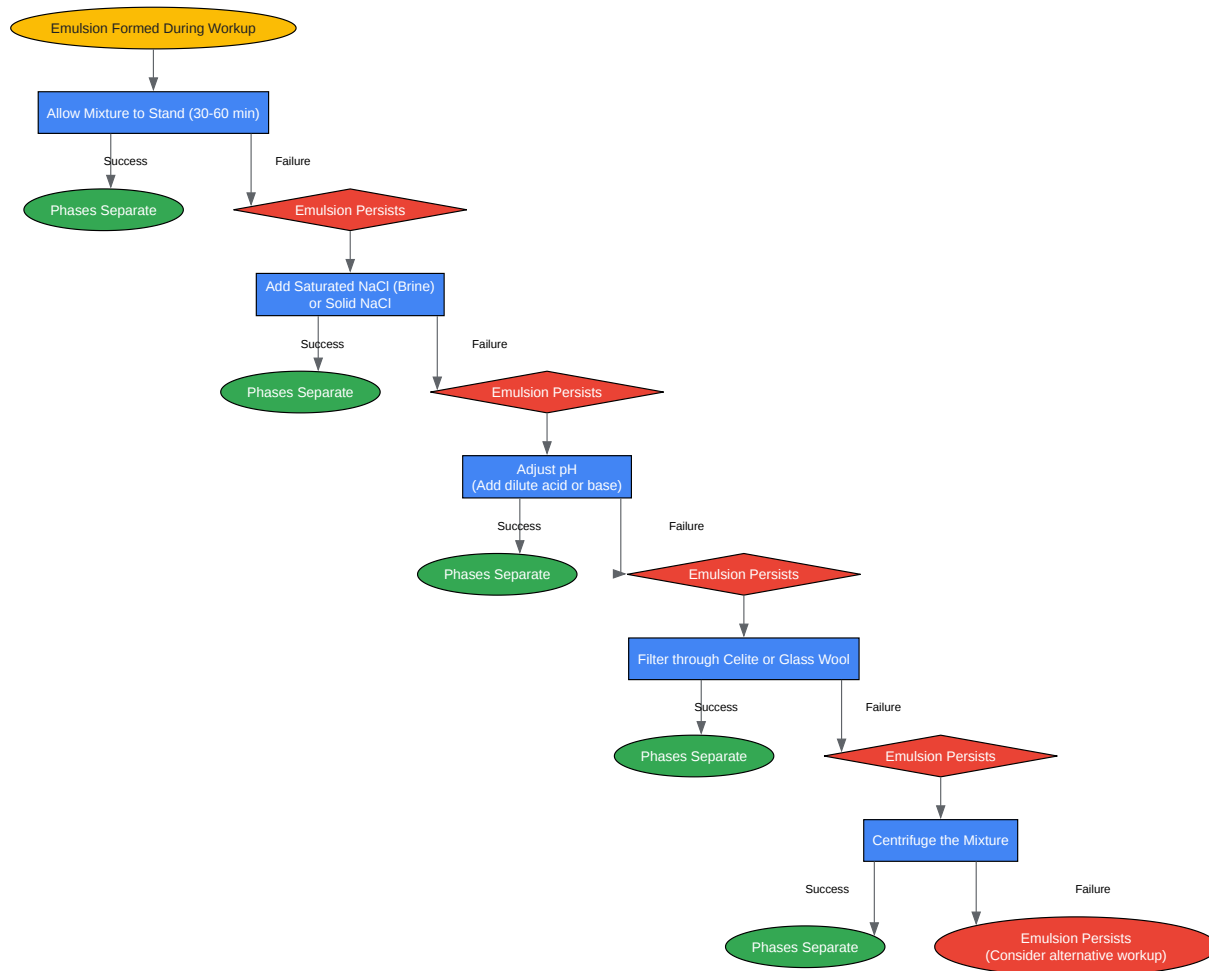 Emulsion Formed During Workup
Allow Mixture to Stand (30-60 min)
Success
Failure
Phases Separate
Emulsion Persists
Add Saturated NaCl (Brine)
or Solid NaCl
Success
Failure
Phases Separate
Emulsion Persists
Adjust pH
(Add dilute acid or base)
Success
Failure
Phases Separate
Emulsion Persists
Filter through Celite or Glass Wool
Success
Failure
Phases Separate
Emulsion Persists
Centrifuge the Mixture
Success
Failure
Phases Separate
Emulsion Persists
(Consider alternative workup)